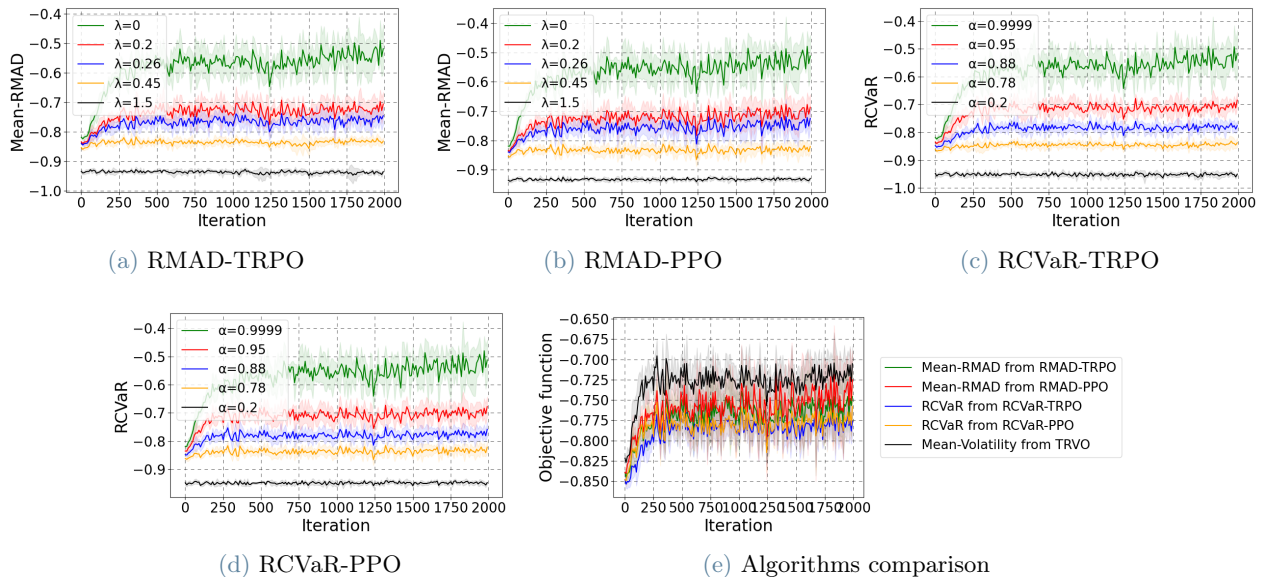 −0.4
−0.5
−0.6
−0.7
−0.8
−0.9
−1.0
Mean-RMAD
λ=0
λ=0.2
λ=0.26
λ=0.45
λ=1.5
0 250 500 750 1000 1250 1500 1750 2000
Iteration
(a) RMAD-TRPO
−0.4
−0.5
−0.6
−0.7
−0.8
−0.9
Mean-RMAD
λ=0
λ=0.2
λ=0.26
λ=0.45
λ=1.5
0 250 500 750 1000 1250 1500 1750 2000
Iteration
(b) RMAD-PPO
−0.4
−0.5
−0.6
−0.7
−0.8
−0.9
−1.0
RCVaR
α=0.9999
α=0.95
α=0.88
α=0.78
α=0.2
0 250 500 750 1000 1250 1500 1750 2000
Iteration
(c) RCVaR-TRPO
−0.4
−0.5
−0.6
−0.7
−0.8
−0.9
RCVaR
α=0.9999
α=0.95
α=0.88
α=0.78
α=0.2
0 250 500 750 1000 1250 1500 1750 2000
Iteration
(d) RCVaR-PPO
−0.650
−0.675
−0.700
−0.725
−0.750
−0.775
−0.800
−0.825
−0.850
Objective function
0 250 500 750 1000 1250 1500 1750 2000
Iteration
Mean-RMAD from RMAD-TRPO
Mean-RMAD from RMAD-PPO
RCVaR from RCVaR-TRPO
RCVaR from RCVaR-PPO
Mean-Volatility from TRVO
(e) Algorithms comparison